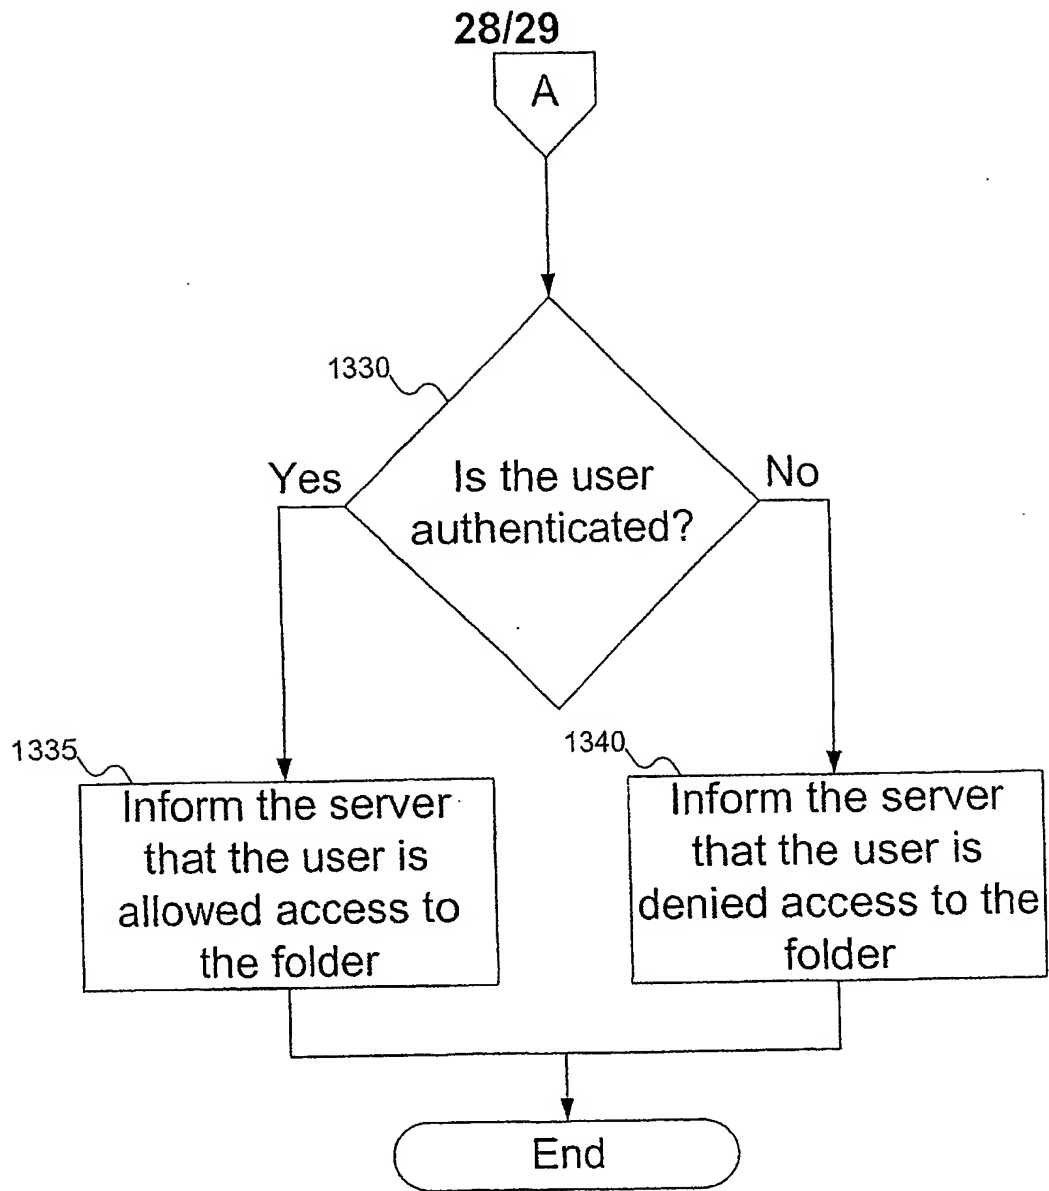 28/29
A
1330
Yes
Is the user
authenticated?
No
1335
Inform the server
that the user is
allowed access to
the folder
1340
Inform the server
that the user is
denied access to the
folder
End